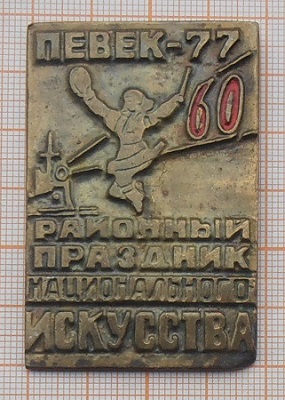 ПЕВЕК-77
60
РАЙОННЫЙ
ПРАЗДНИК
НАЦИОНАЛЬНОГО
ИСКУССТВА